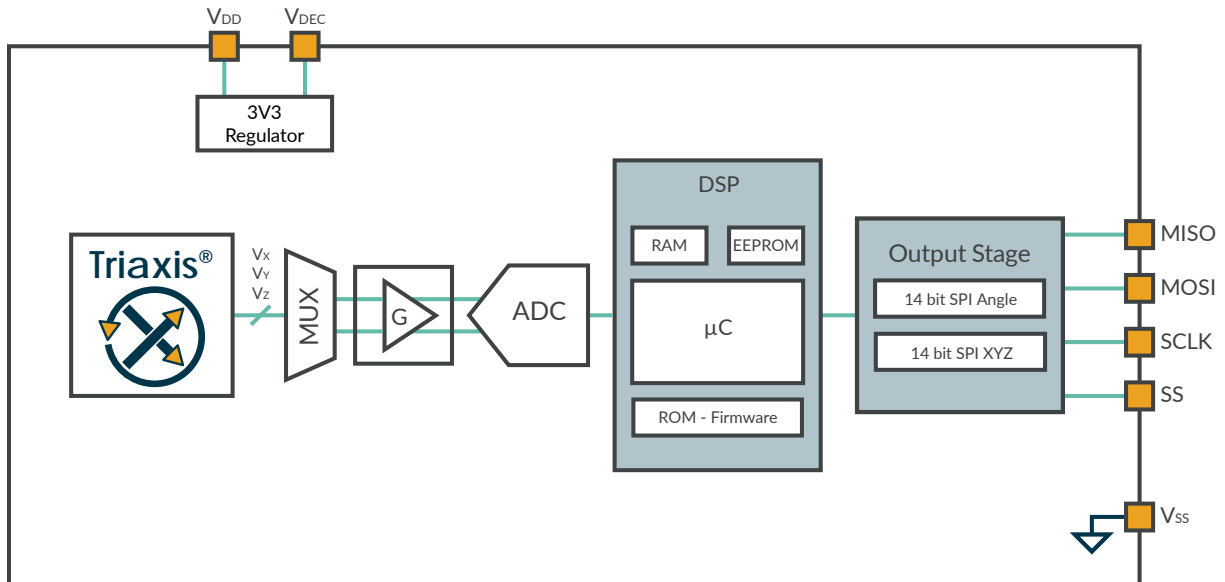 VDD
VDEC
3V3
Regulator
Triaxis®
VX
VY
VZ
MUX
G
ADC
DSP
RAM
EEPROM
µC
ROM - Firmware
Output Stage
14 bit SPI Angle
14 bit SPI XYZ
MISO
MOSI
SCLK
SS
VSS